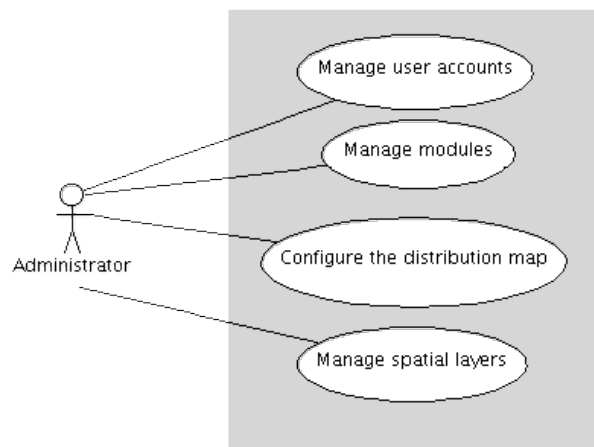 Manage user accounts
Manage modules
Administrator
Configure the distribution map
Manage spatial layers